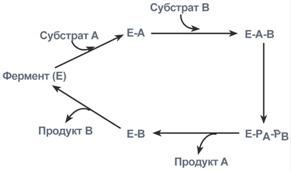 Субстрат В
Субстрат А
E-A
E-A-B
Фермент (E)
Продукт В
E-B
E-PA-PB
Продукт А